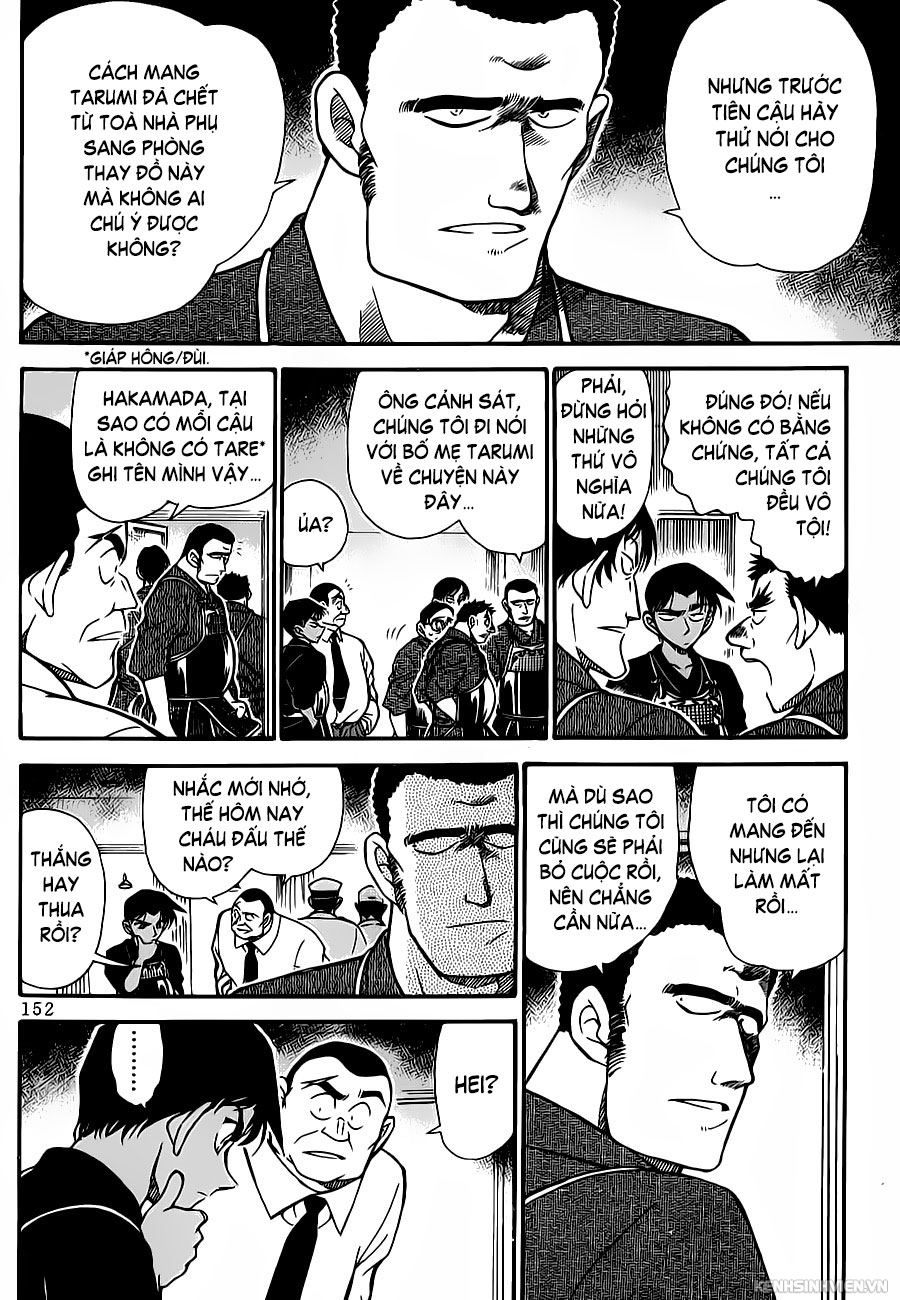 NHƯNG TRƯỚC
TIÊN CẬU HÃY
THỬ NÓI CHO
CHÚNG TÔI
...
CÁCH MANG
TARUMI ĐÃ CHẾT
TỪ TOÀ NHÀ PHỤ
SANG PHÒNG
THAY ĐỒ NÀY
MÀ KHÔNG AI
CHÚ Ý ĐƯỢC
KHÔNG?
*GIÁP HÔNG/ĐÙI.
ĐÚNG ĐÓ! NẾU
KHÔNG CÓ BẰNG
CHỨNG, TẤT CẢ
CHÚNG TÔI
ĐỀU VÔ
TỘI!
PHẢI,
ĐỪNG HỎI
NHỮNG
THỨ VÔ
NGHĨA
NỮA!
ÔNG CẢNH SÁT,
CHÚNG TÔI ĐI NÓI
VỚI BỐ MẸ TARUMI
VỀ CHUYỆN NÀY
ĐÂY...
ỦA?
HAKAMADA, TẠI
SAO CÓ MỖI CẬU
LÀ KHÔNG CÓ TARE*
GHI TÊN MÌNH VẬY...
TÔI CÓ
MANG ĐẾN
NHƯNG LẠI
LÀM MẤT
RỒI...
MÀ DÙ SAO
THÌ CHÚNG TÔI
CŨNG SẼ PHẢI
BỎ CUỘC RỒI,
NÊN CHẲNG
CẦN NỮA...
NHẮC MỚI NHỚ,
THẾ HÔM NAY
CHÁU ĐẤU THẾ
NÀO?
THẮNG
HAY
THUA
RỒI?
152
HEI?
........
KENHSINHVIEN.VN